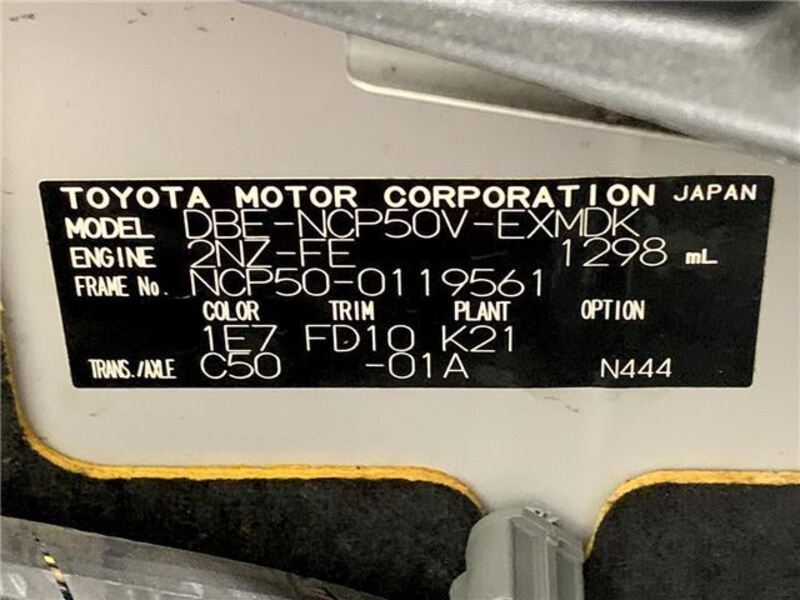 TOYOTA MOTOR CORPORATION JAPAN
MODEL DBE-NCP50V-EXMDK
ENGINE 2NZ-FE 1298 mL
FRAME No. NCP50-0119561
COLOR TRIM PLANT OPTION
1E7 FD10 K21
TRANS./AXLE C50 -01A N444